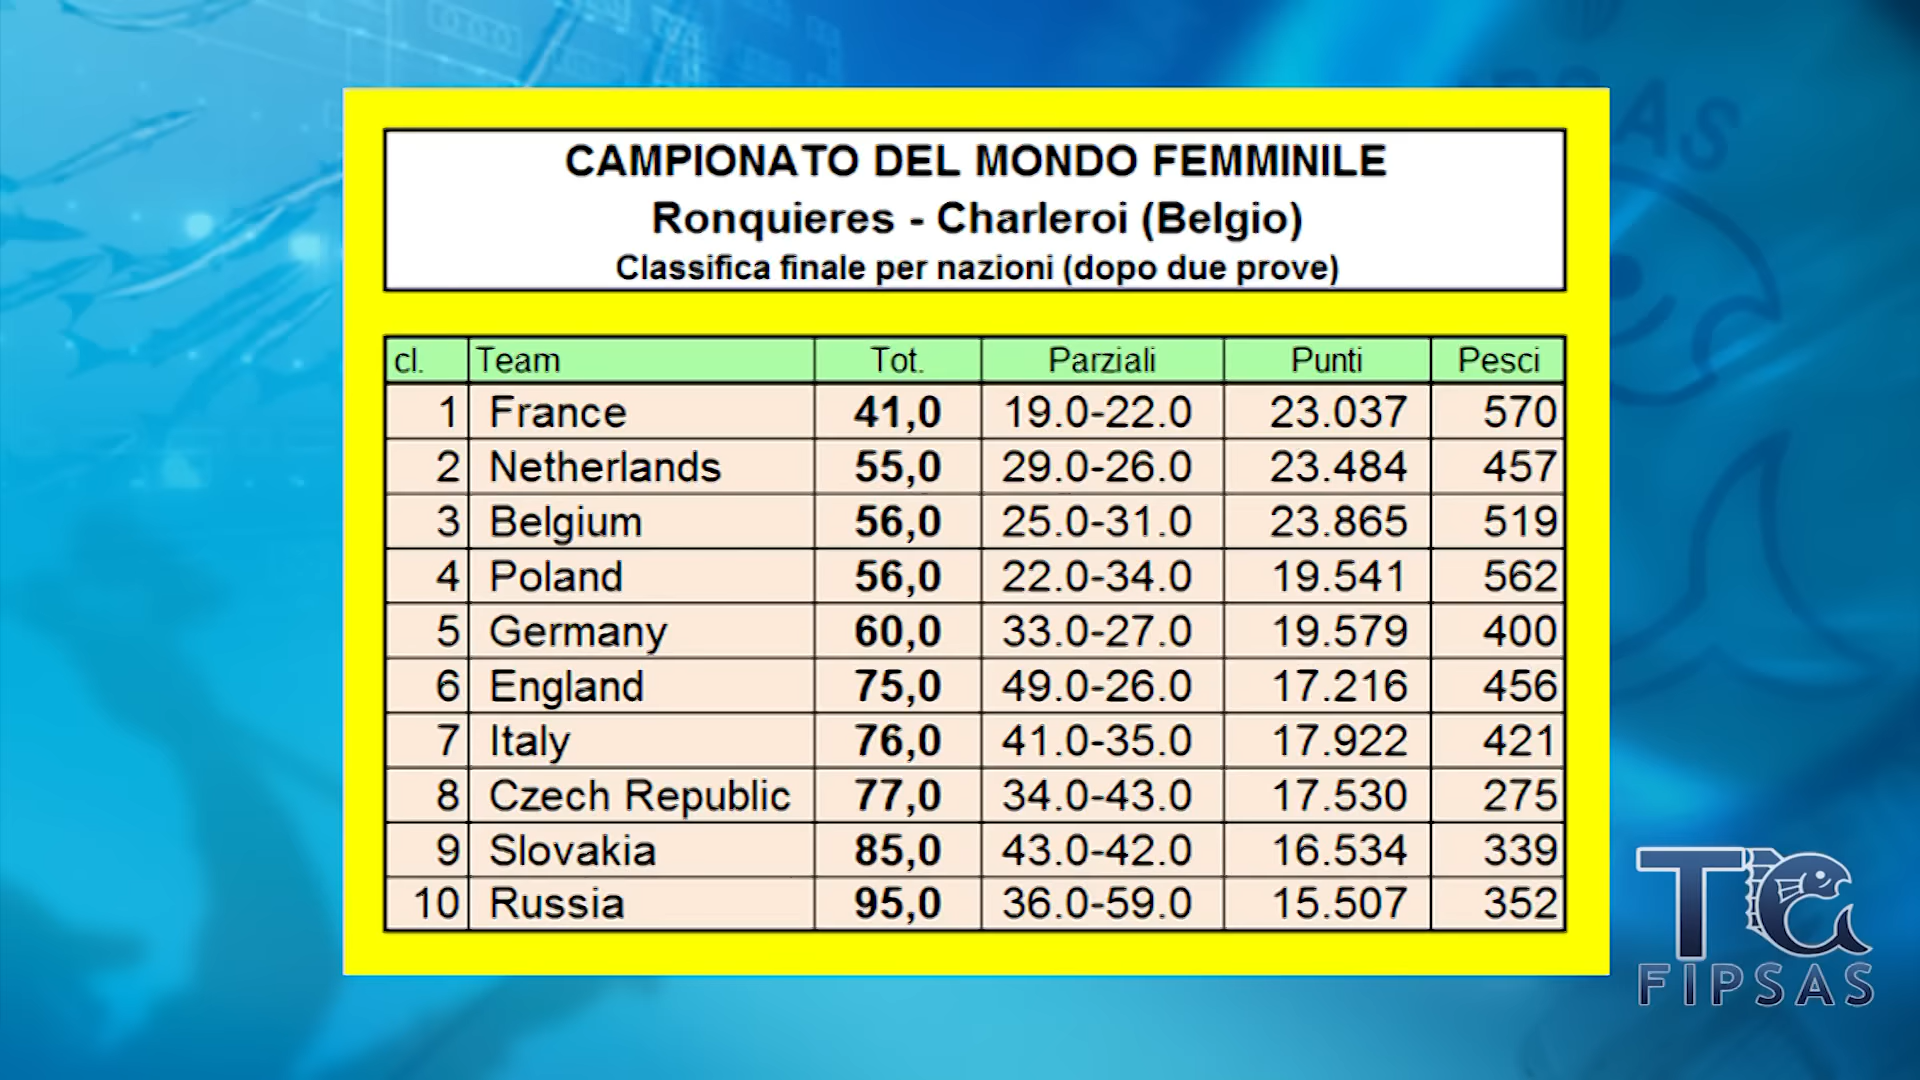 CAMPIONATO DEL MONDO FEMMINILE
Ronquieres - Charleroi (Belgio)
Classifica finale per nazioni (dopo due prove)
cl. Team Tot. Parziali Punti Pesci
1 France 41,0 19.0-22.0 23.037 570
2 Netherlands 55,0 29.0-26.0 23.484 457
3 Belgium 56,0 25.0-31.0 23.865 519
4 Poland 56,0 22.0-34.0 19.541 562
5 Germany 60,0 33.0-27.0 19.579 400
6 England 75,0 49.0-26.0 17.216 456
7 Italy 76,0 41.0-35.0 17.922 421
8 Czech Republic 77,0 34.0-43.0 17.530 275
9 Slovakia 85,0 43.0-42.0 16.534 339
10 Russia 95,0 36.0-59.0 15.507 352
TG
FIPSAS